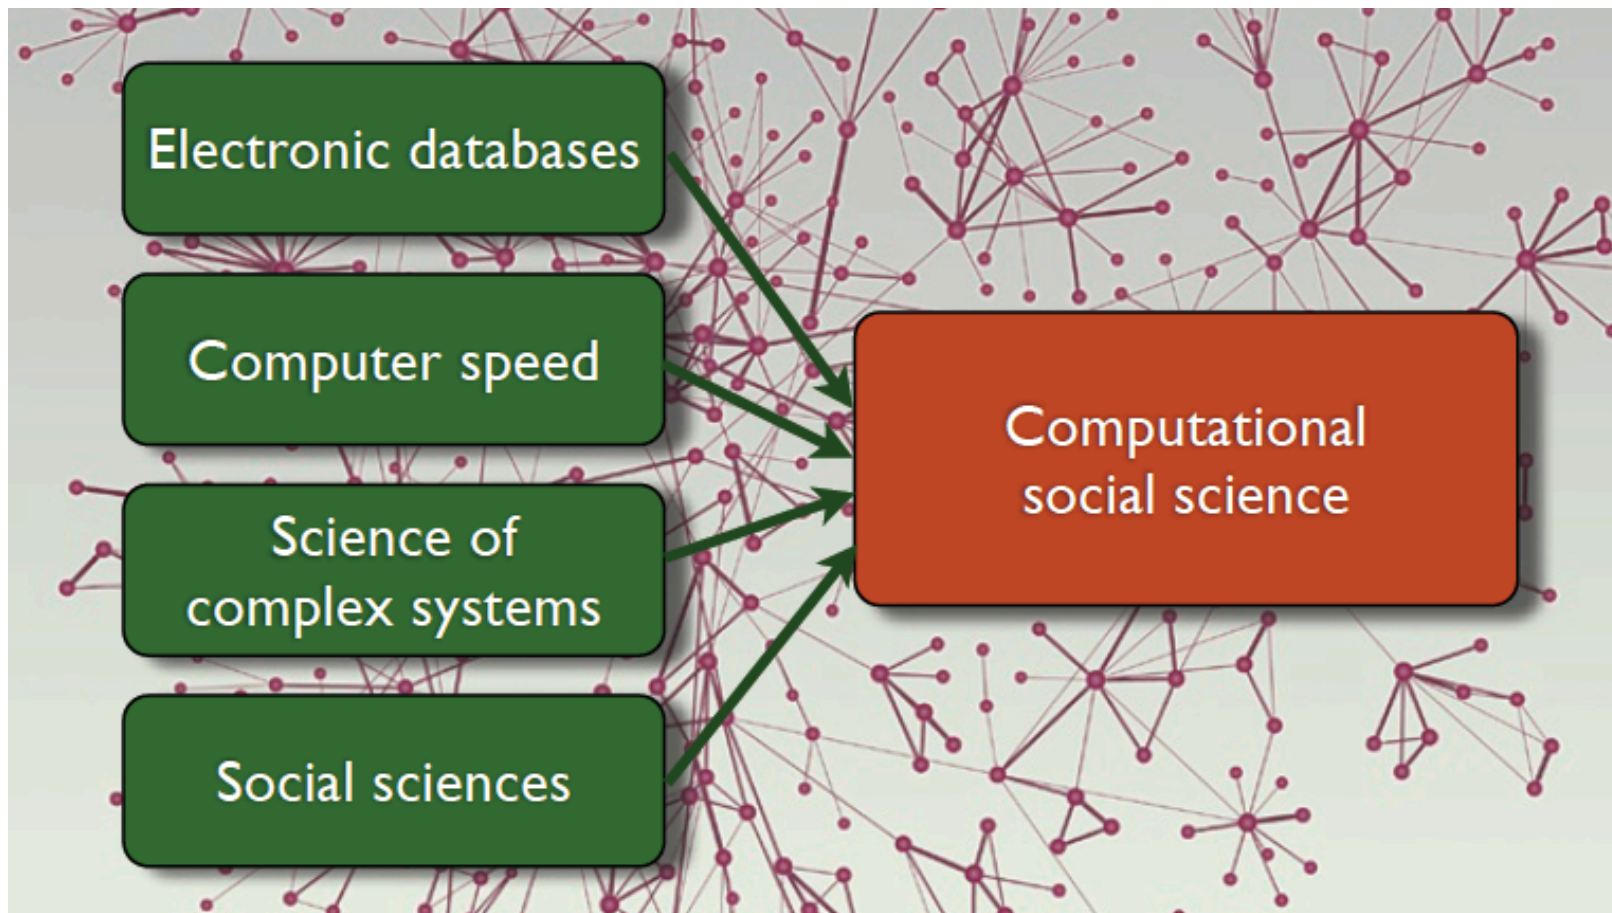 Electronic databases
Computer speed
Science of
complex systems
Social sciences
Computational
social science